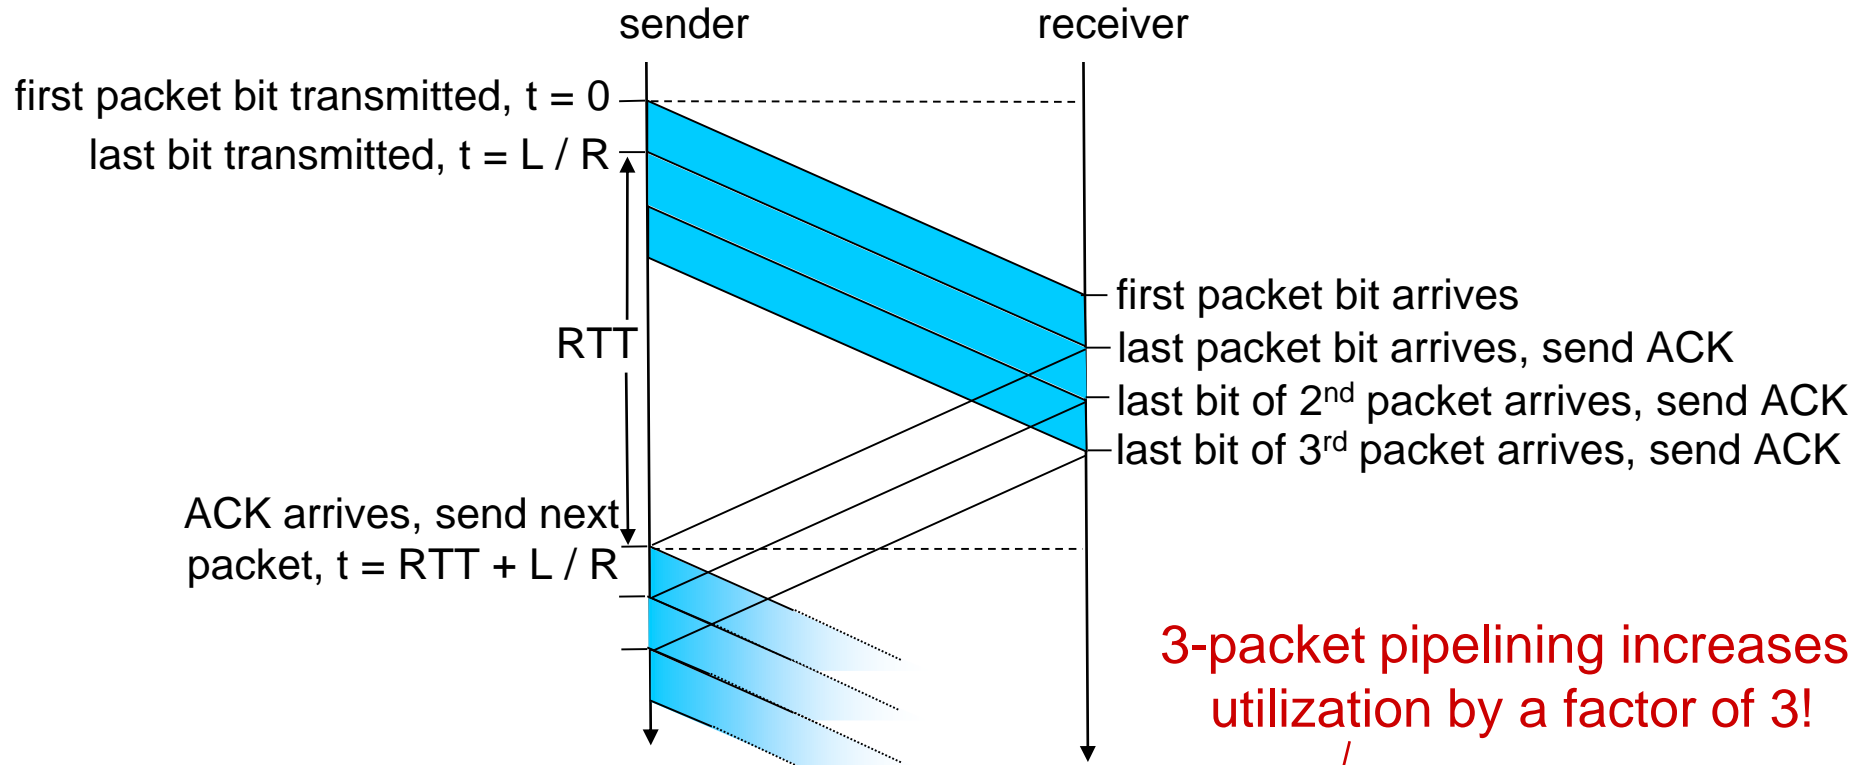 sender
receiver
first packet bit transmitted, t = 0
last bit transmitted, t = L / R
first packet bit arrives
RTT
last packet bit arrives, send ACK
last bit of 2nd packet arrives, send ACK
last bit of 3rd packet arrives, send ACK
ACK arrives, send next
packet, t = RTT + L / R
3-packet pipelining increases
utilization by a factor of 3!